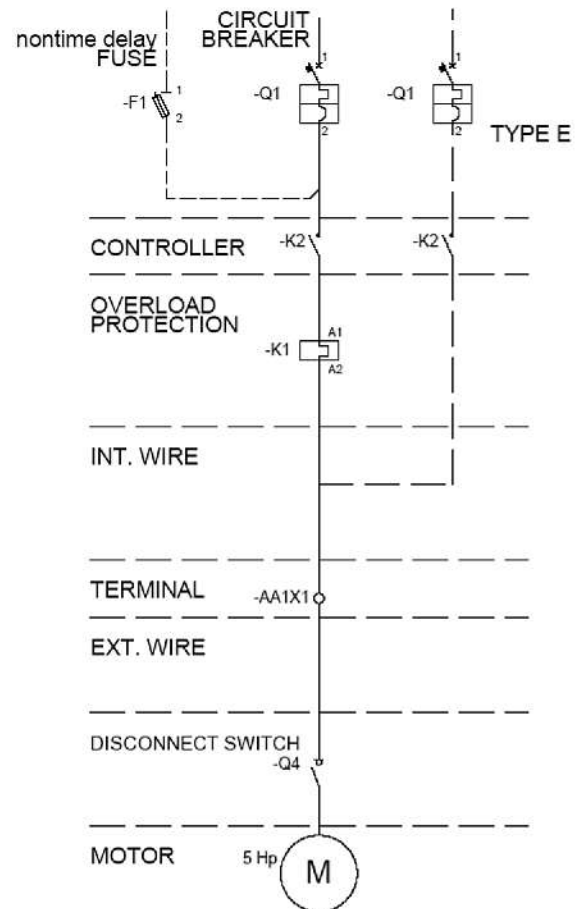 nontime delay
FUSE
CIRCUIT
BREAKER
-F1
1
2
-Q1
1
2
-Q1
1
2
TYPE E
CONTROLLER
-K2
-K2
OVERLOAD
PROTECTION
-K1
A1
A2
INT. WIRE
TERMINAL
-AA1X1
EXT. WIRE
DISCONNECT SWITCH
-Q4
MOTOR
5 Hp
M